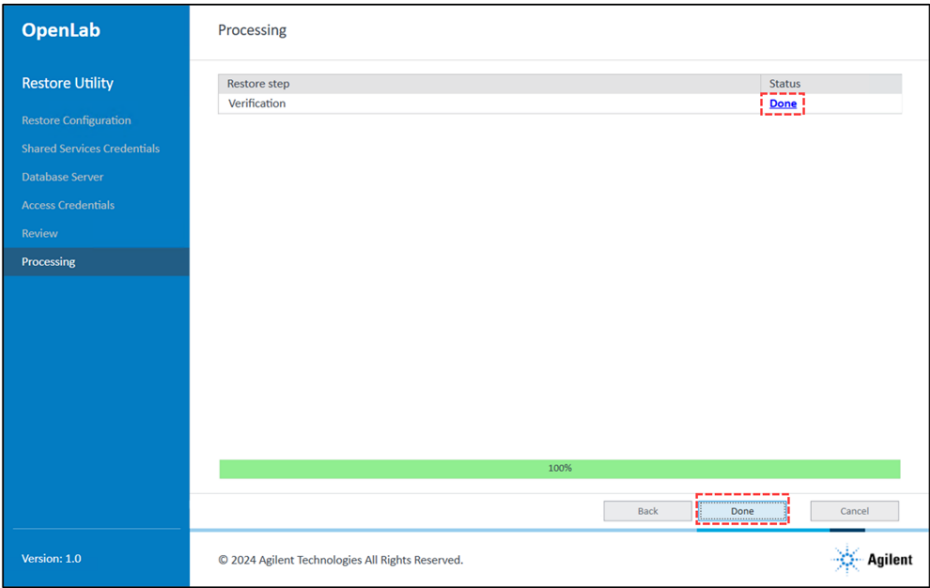 OpenLab
Restore Utility
Restore Configuration
Shared Services Credentials
Database Server
Access Credentials
Review
Processing
Version: 1.0
Processing
Restore step Status
Verification Done
100%
Back Done Cancel
© 2024 Agilent Technologies All Rights Reserved.
Agilent